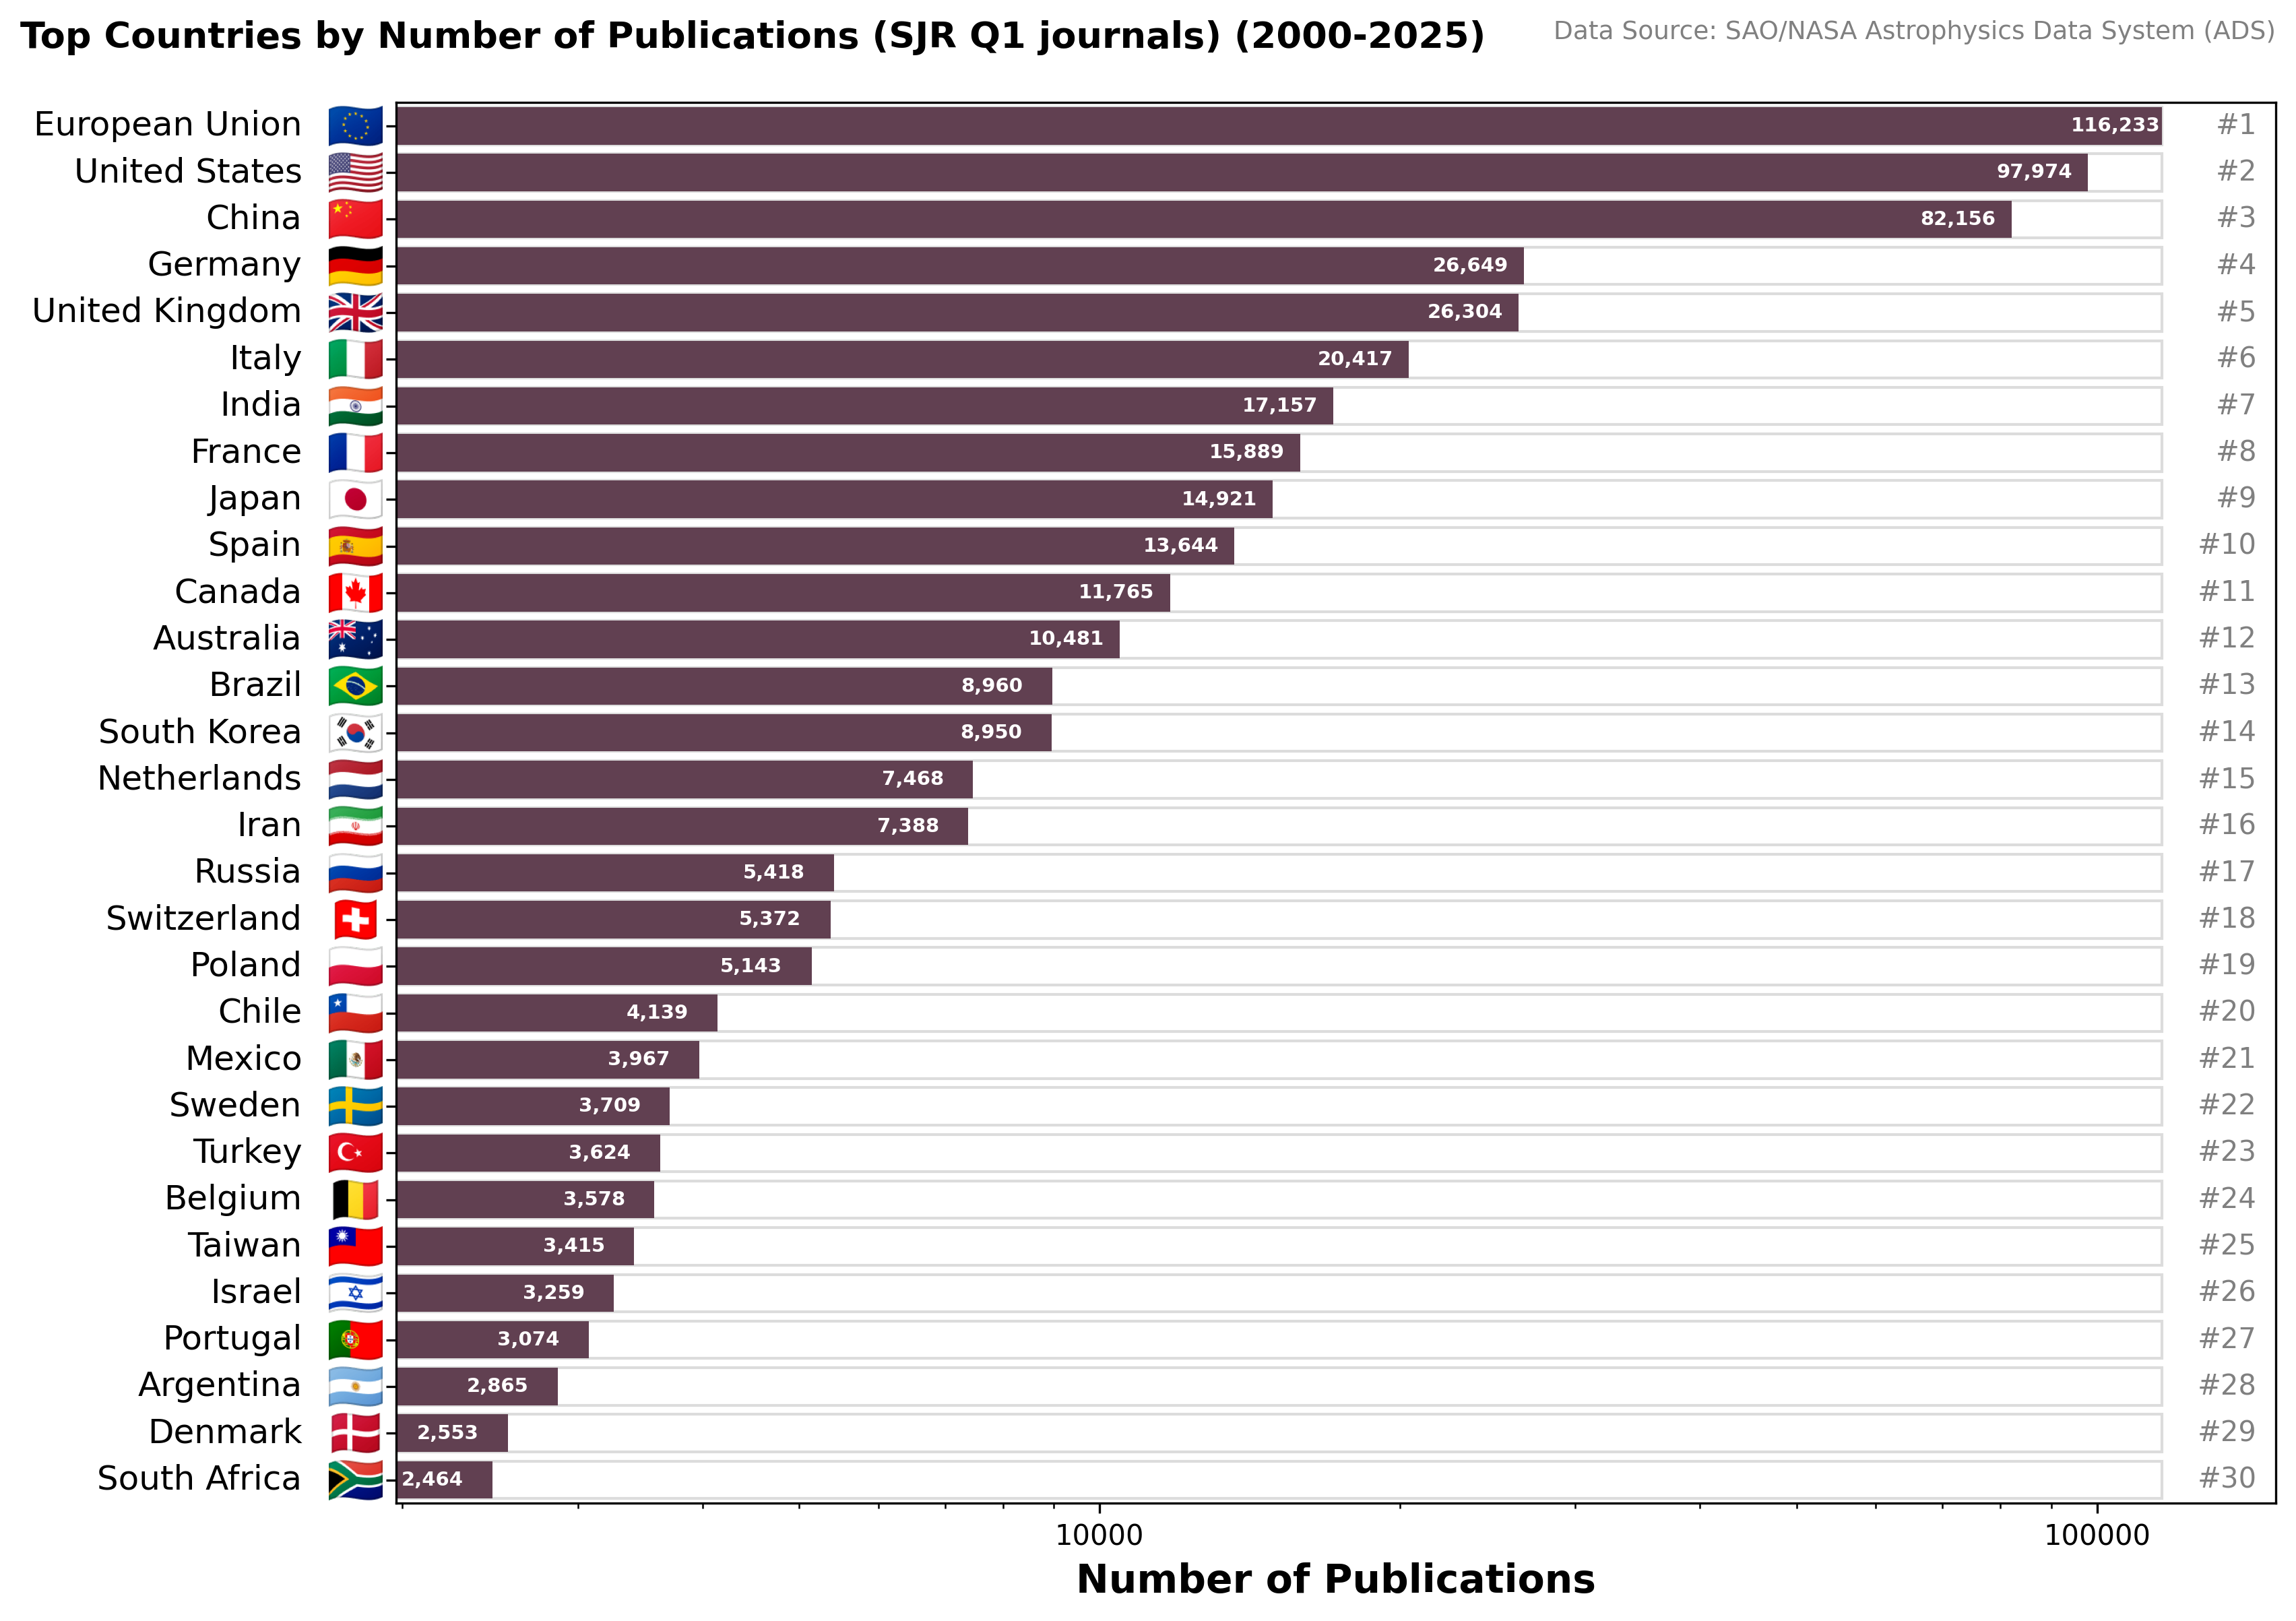 Top Countries by Number of Publications (SJR Q1 journals) (2000-2025) Data Source: SAO/NASA Astrophysics Data System (ADS)
European Union 116,233 #1
United States 97,974 #2
China 82,156 #3
Germany 26,649 #4
United Kingdom 26,304 #5
Italy 20,417 #6
India 17,157 #7
France 15,889 #8
Japan 14,921 #9
Spain 13,644 #10
Canada 11,765 #11
Australia 10,481 #12
Brazil 8,960 #13
South Korea 8,950 #14
Netherlands 7,468 #15
Iran 7,388 #16
Russia 5,418 #17
Switzerland 5,372 #18
Poland 5,143 #19
Chile 4,139 #20
Mexico 3,967 #21
Sweden 3,709 #22
Turkey 3,624 #23
Belgium 3,578 #24
Taiwan 3,415 #25
Israel 3,259 #26
Portugal 3,074 #27
Argentina 2,865 #28
Denmark 2,553 #29
South Africa 2,464 #30
10000 100000
Number of Publications